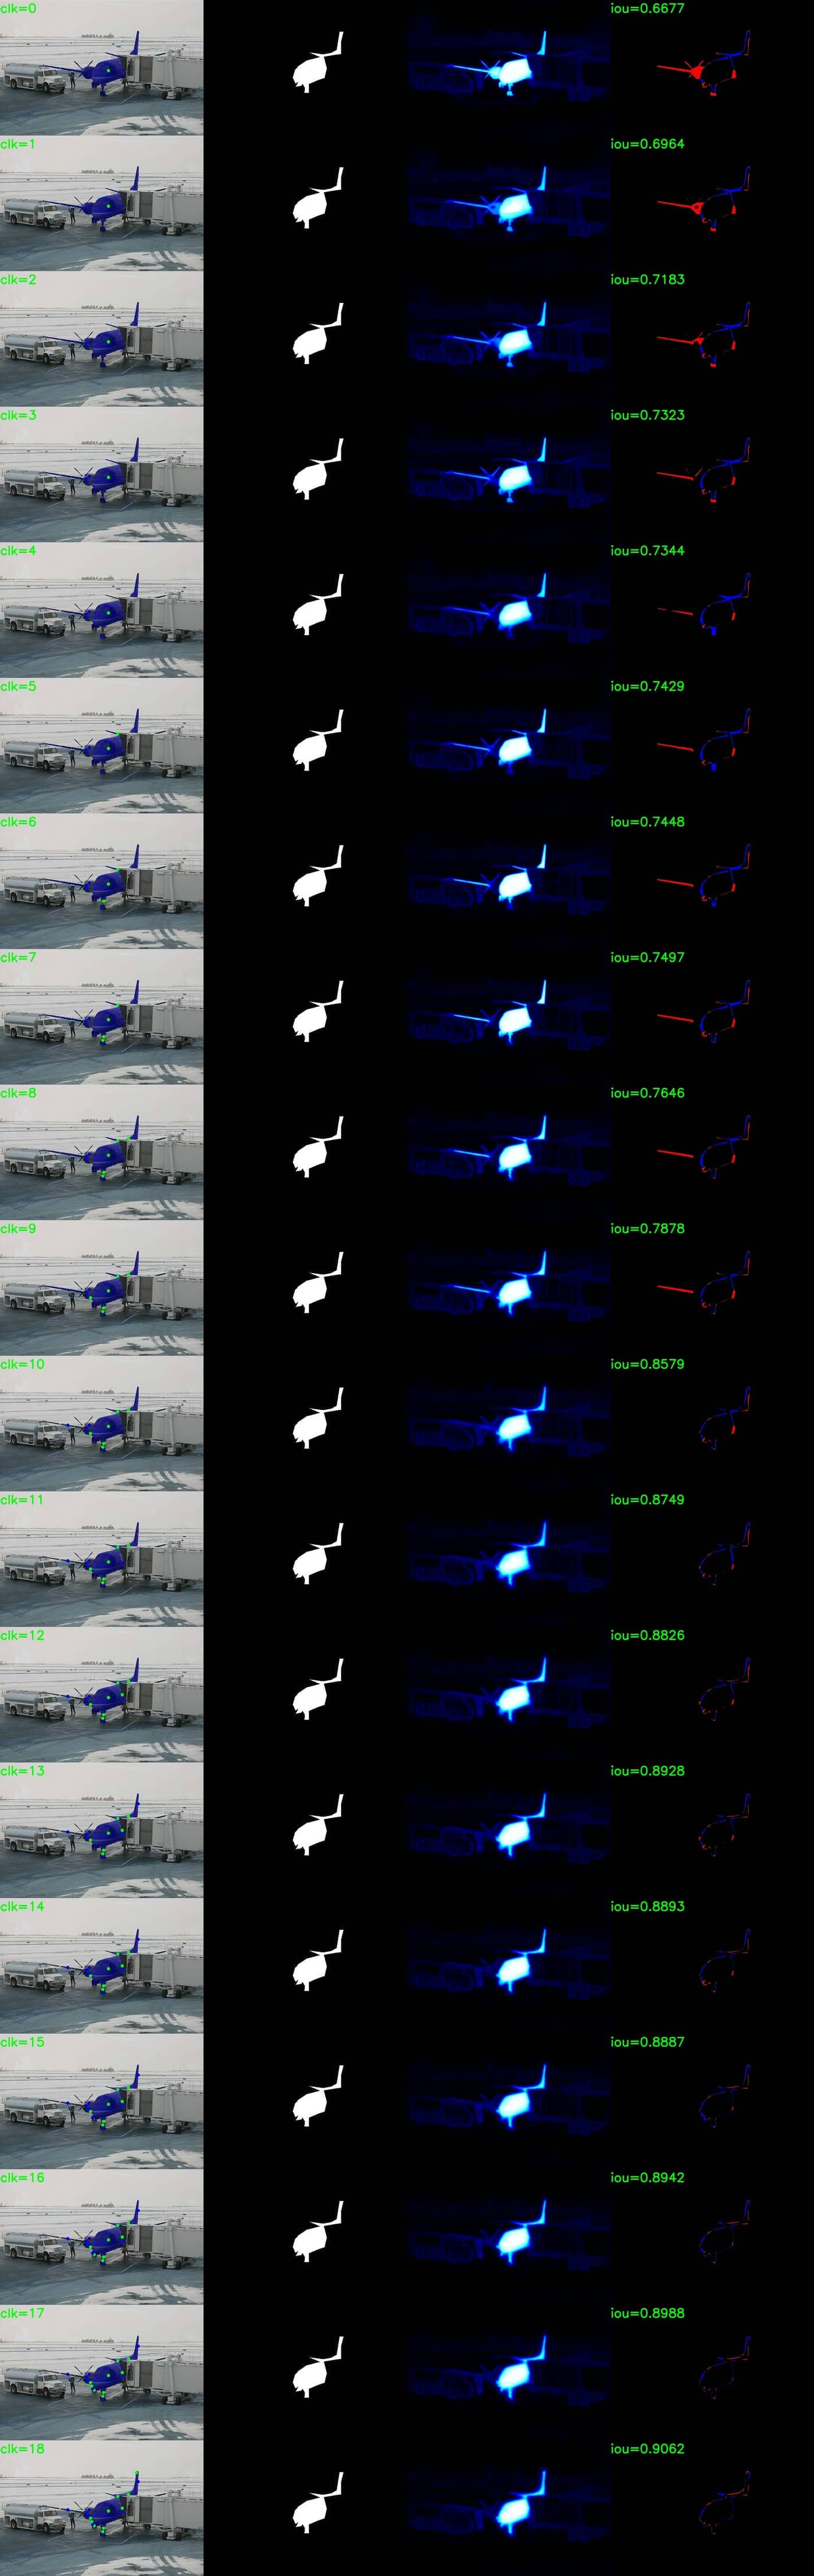 clk=0 iou=0.6677
clk=1 iou=0.6964
clk=2 iou=0.7183
clk=3 iou=0.7323
clk=4 iou=0.7344
clk=5 iou=0.7429
clk=6 iou=0.7448
clk=7 iou=0.7497
clk=8 iou=0.7646
clk=9 iou=0.7878
clk=10 iou=0.8579
clk=11 iou=0.8749
clk=12 iou=0.8826
clk=13 iou=0.8928
clk=14 iou=0.8893
clk=15 iou=0.8887
clk=16 iou=0.8942
clk=17 iou=0.8988
clk=18 iou=0.9062